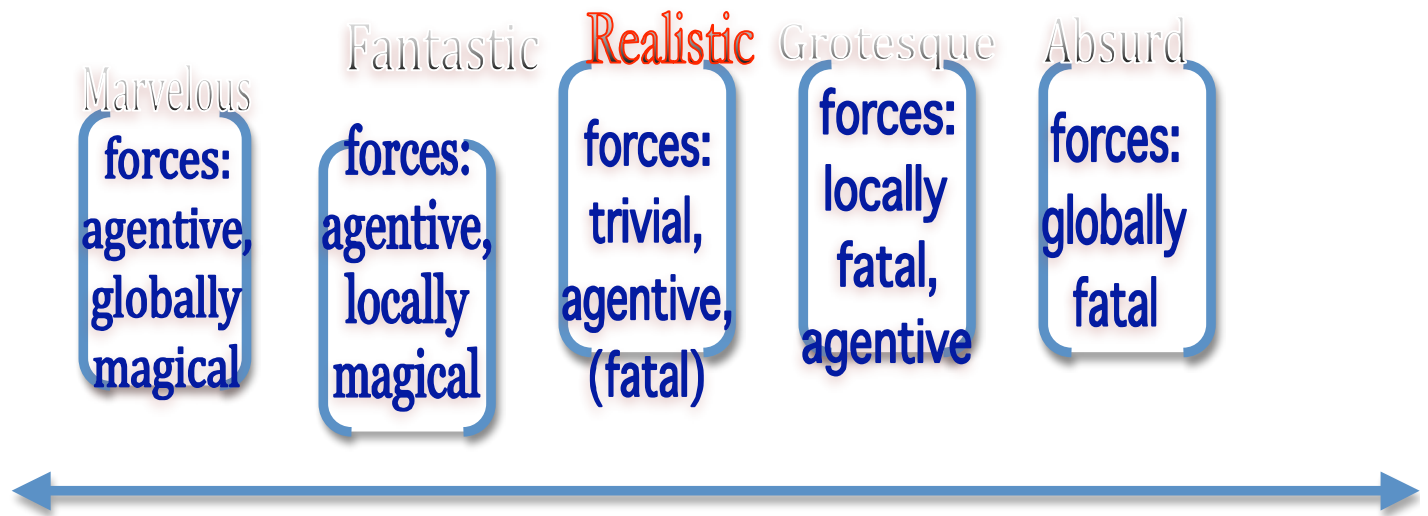 Marvelous
forces:
agentive,
globally
magical
Fantastic
forces:
agentive,
locally
magical
Realistic
forces:
trivial,
agentive,
(fatal)
Grotesque
forces:
locally
fatal,
agentive
Absurd
forces:
globally
fatal